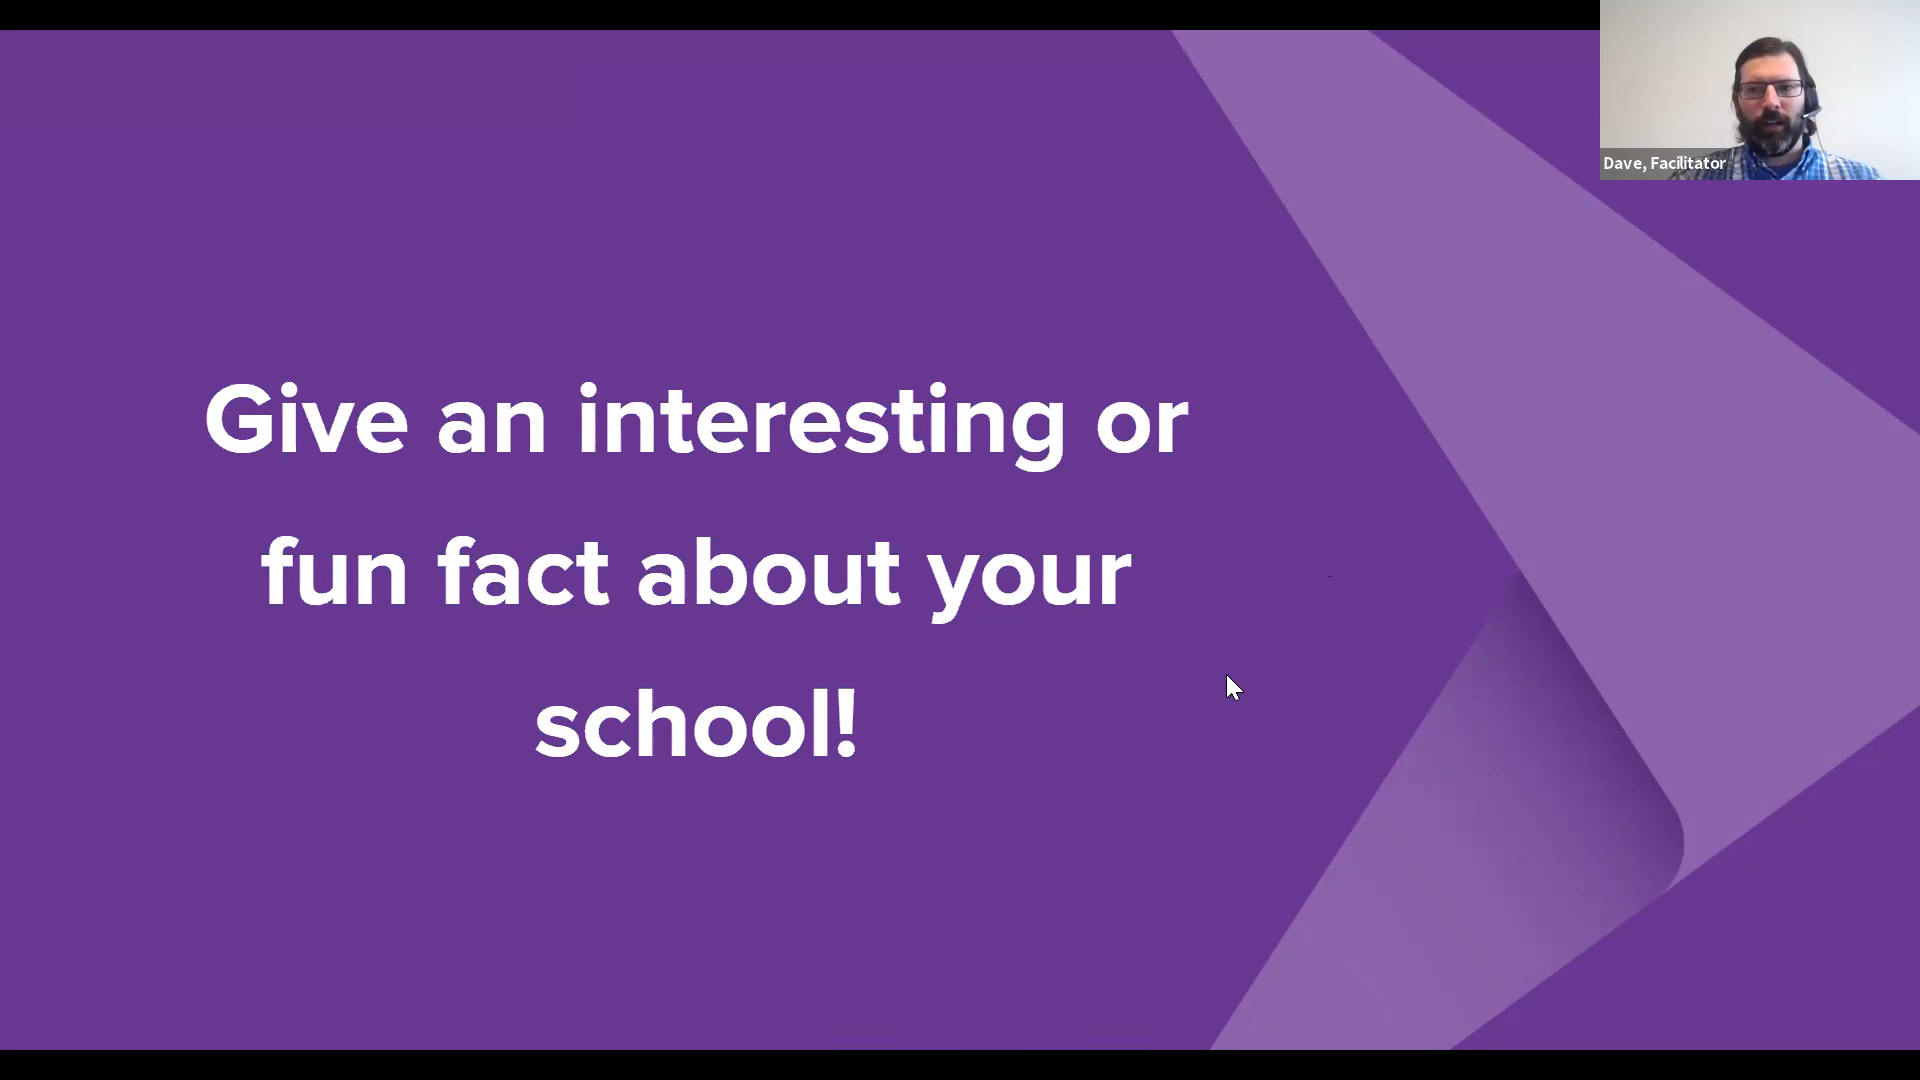 Give an interesting or
fun fact about your
school!
Dave, Facilitator